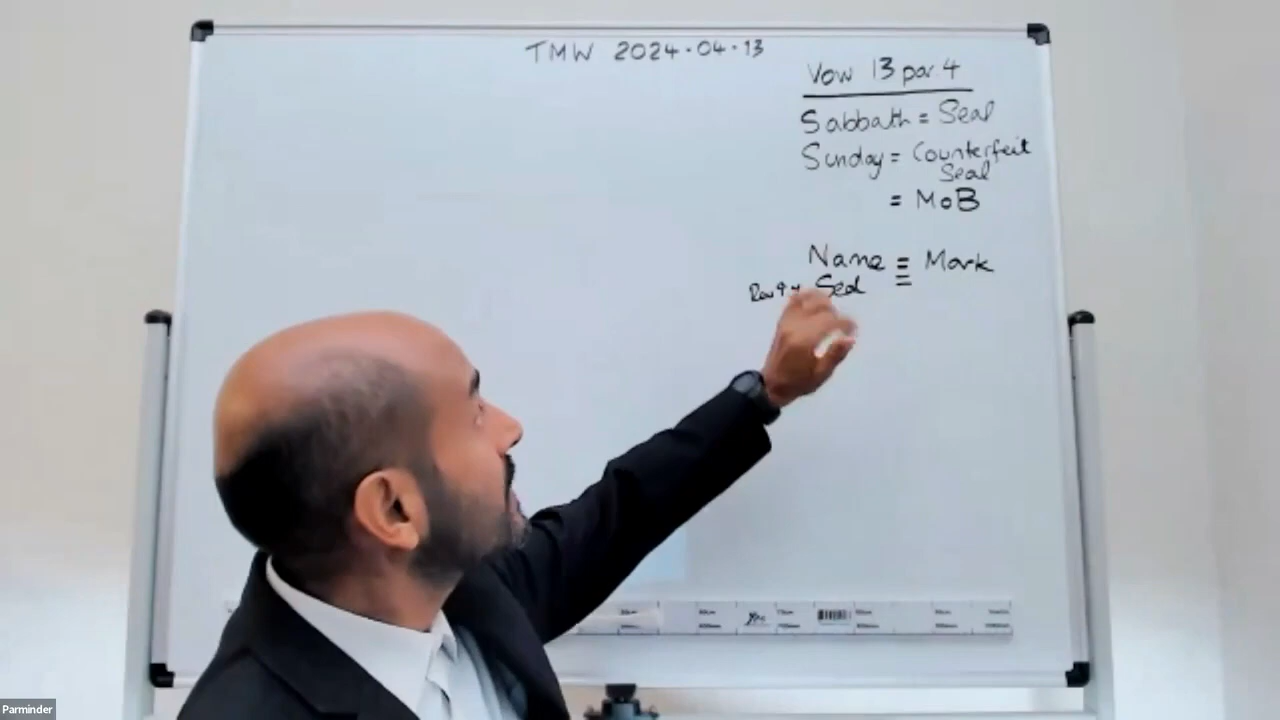 TMW 2024.04.13
Vow 13 par 4
Sabbath = Seal
Sunday = Counterfeit
Seal
= MoB
Name ≡ Mark
Seal =
Parminder